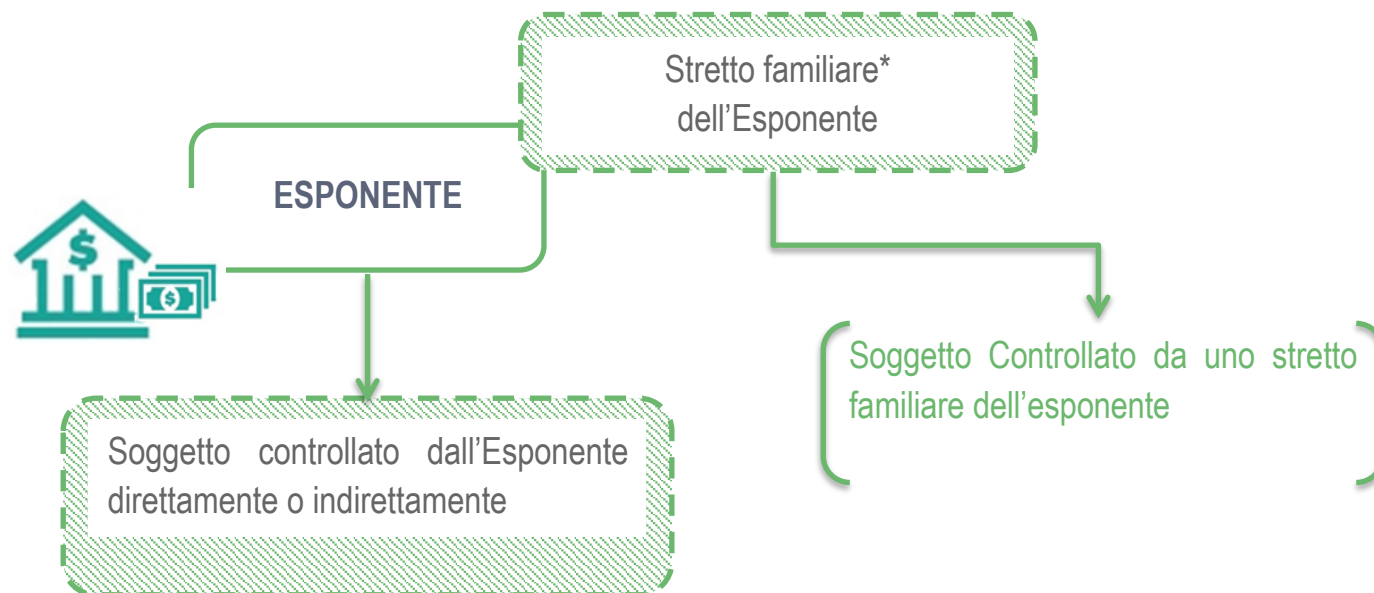 Stretto familiare*
dell’Esponente
ESPONENTE
Soggetto Controllato da uno stretto
familiare dell’esponente
Soggetto controllato dall’Esponente
direttamente o indirettamente